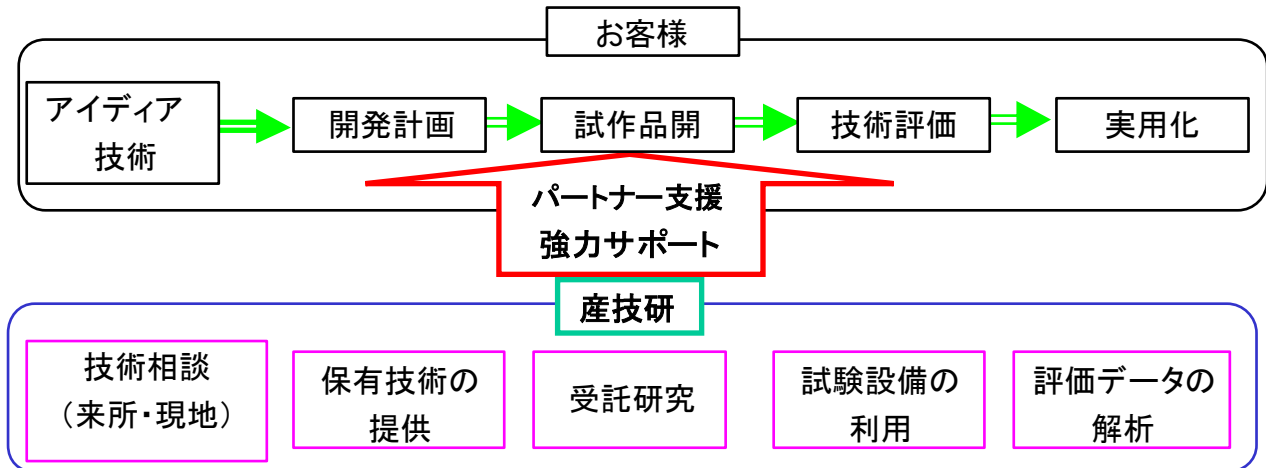 お客様
アイディア
技術
開発計画
試作品開
技術評価
実用化
パートナー支援
強力サポート
産技研
技術相談
（来所・現地）
保有技術の
提供
受託研究
試験設備の
利用
評価データの
解析